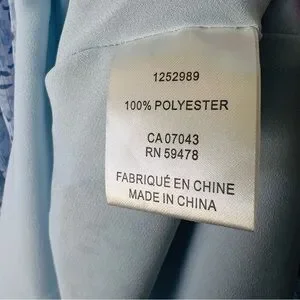 1252989
100% POLYESTER
CA 07043
RN 59478
FABRIQUÉ EN CHINE
MADE IN CHINA